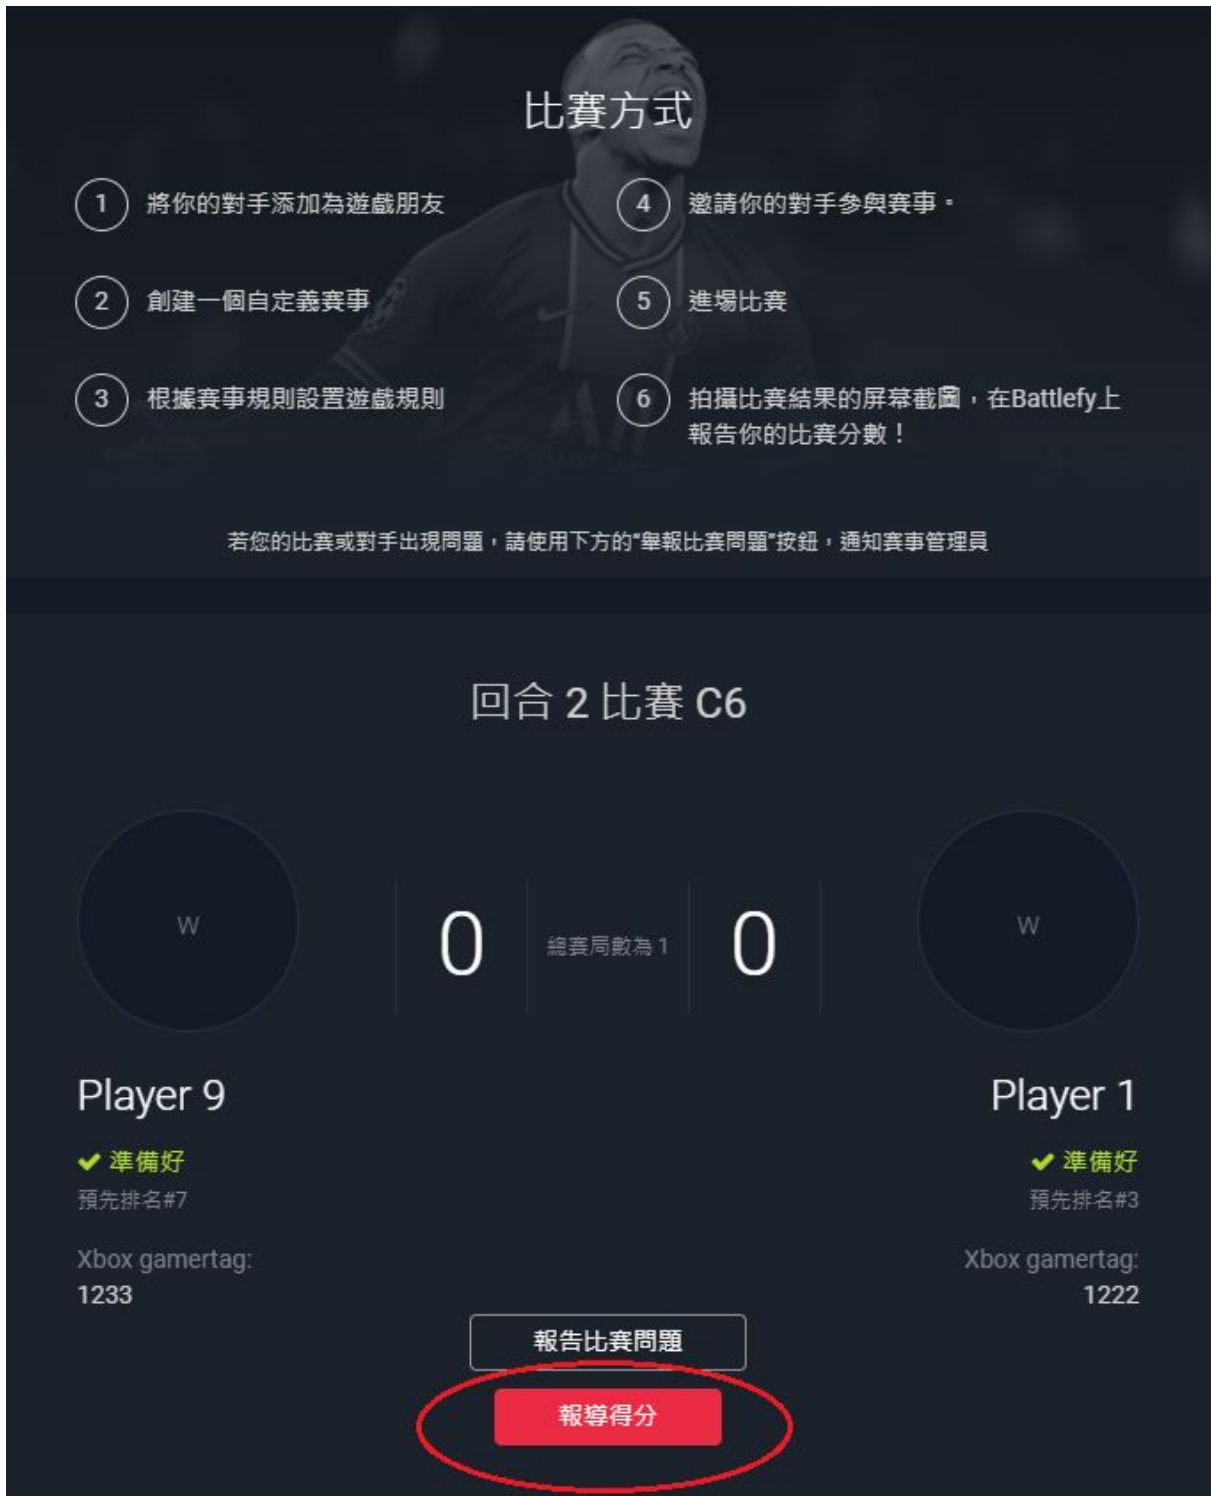 比賽方式
1 將你的對手添加為遊戲朋友
2 創建一個自定義賽事
3 根據賽事規則設置遊戲規則
4 邀請你的對手參與賽事。
5 進場比賽
6 拍攝比賽結果的屏幕截圖，在Battlefy上
報告你的比賽分數！
若您的比賽或對手出現問題，請使用下方的"舉報比賽問題"按鈕，通知賽事管理員
回合 2 比賽 C6
W
0
總賽局數為 1
0
W
Player 9
準備好
預先排名#7
Xbox gamertag:
1233
Player 1
準備好
預先排名#3
Xbox gamertag:
1222
報告比賽問題
報導得分